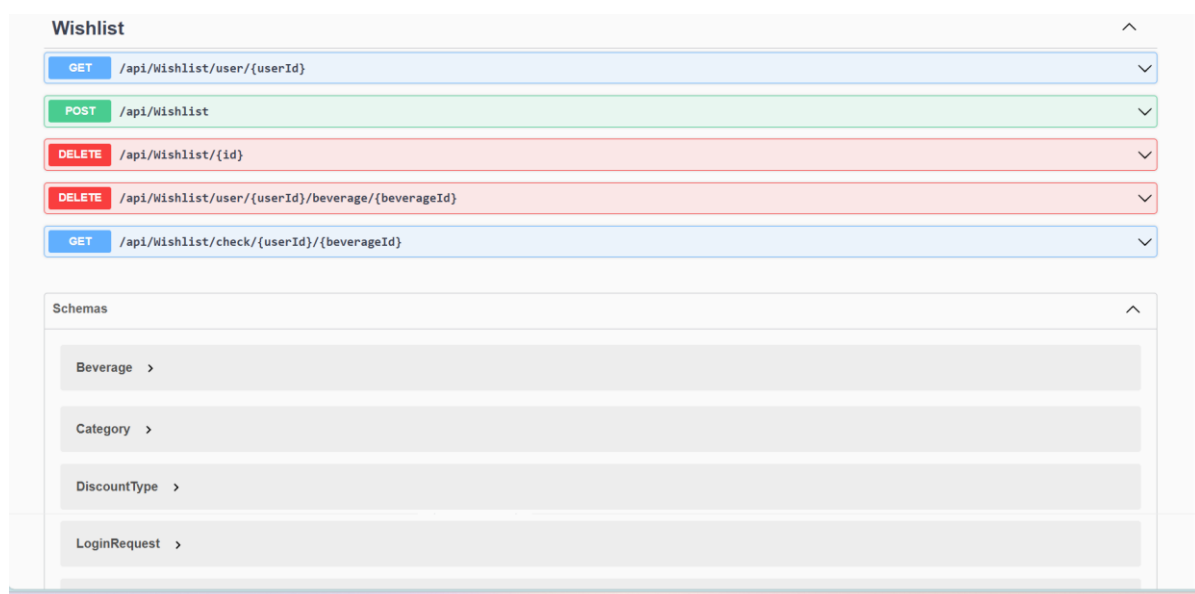 Wishlist
GET /api/Wishlist/user/{userId}
POST /api/Wishlist
DELETE /api/Wishlist/{id}
DELETE /api/Wishlist/user/{userId}/beverage/{beverageId}
GET /api/Wishlist/check/{userId}/{beverageId}
Schemas
Beverage
Category
DiscountType
LoginRequest